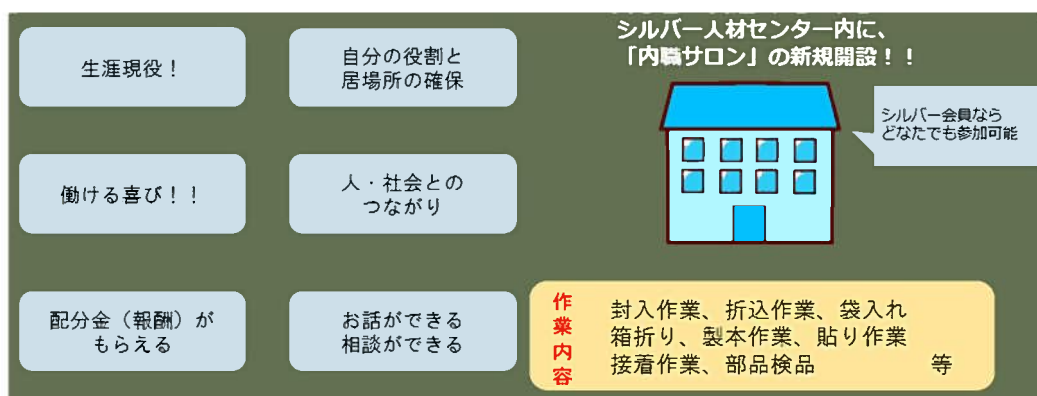 生涯現役！
自分の役割と
居場所の確保
働ける喜び！！
人・社会との
つながり
配分金（報酬）が
もらえる
お話ができる
相談ができる
シルバー人材センター内に、
「内職サロン」の新規開設！！
シルバー会員なら
どなたでも参加可能
作業内容
封入作業、折込作業、袋入れ
箱折り、製本作業、貼り作業
接着作業、部品検品 等